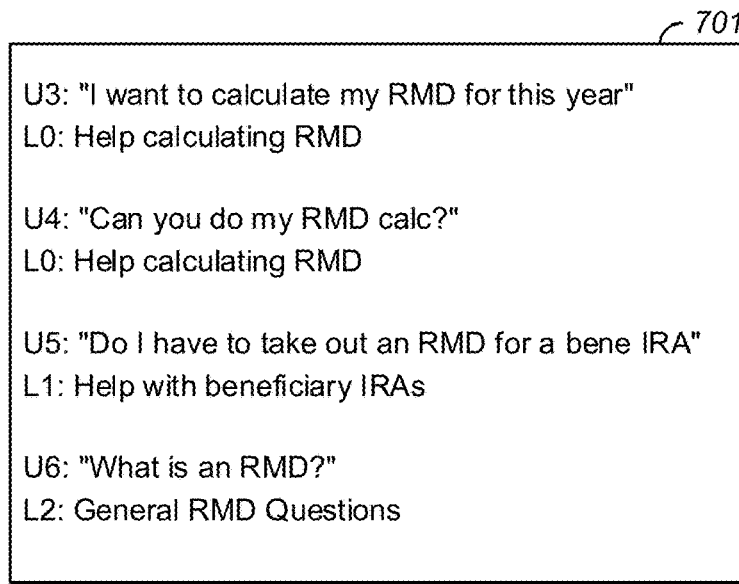 701
U3: "I want to calculate my RMD for this year"
L0: Help calculating RMD
U4: "Can you do my RMD calc?"
L0: Help calculating RMD
U5: "Do I have to take out an RMD for a bene IRA"
L1: Help with beneficiary IRAs
U6: "What is an RMD?"
L2: General RMD Questions